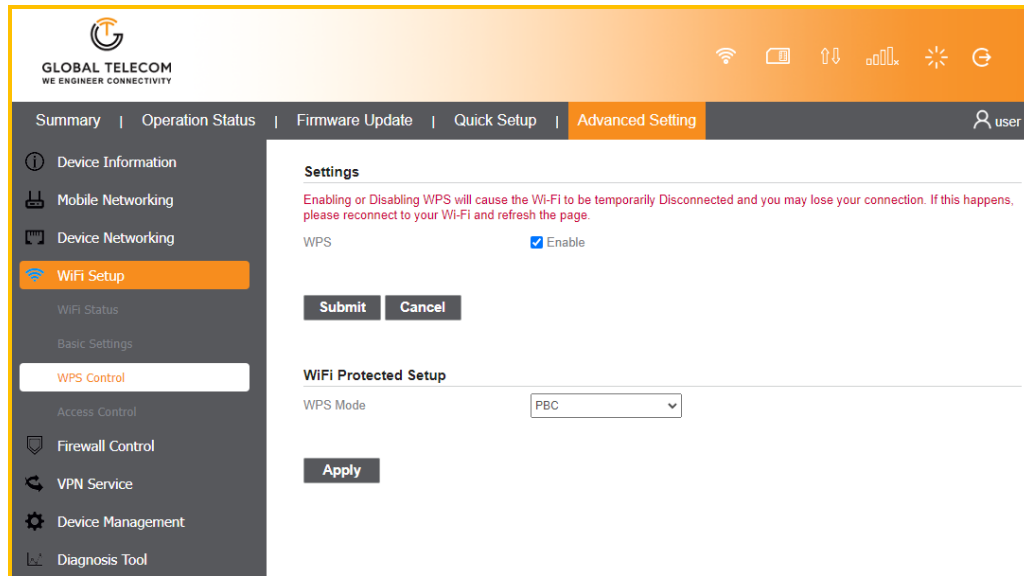 GLOBAL TELECOM
WE ENGINEER CONNECTIVITY
Summary | Operation Status | Firmware Update | Quick Setup | Advanced Setting user
Device Information
Mobile Networking
Device Networking
WiFi Setup
WiFi Status
Basic Settings
WPS Control
Access Control
Firewall Control
VPN Service
Device Management
Diagnosis Tool
Settings
Enabling or Disabling WPS will cause the Wi-Fi to be temporarily Disconnected and you may lose your connection. If this happens,
please reconnect to your Wi-Fi and refresh the page.
WPS Enable
Submit Cancel
WiFi Protected Setup
WPS Mode PBC
Apply